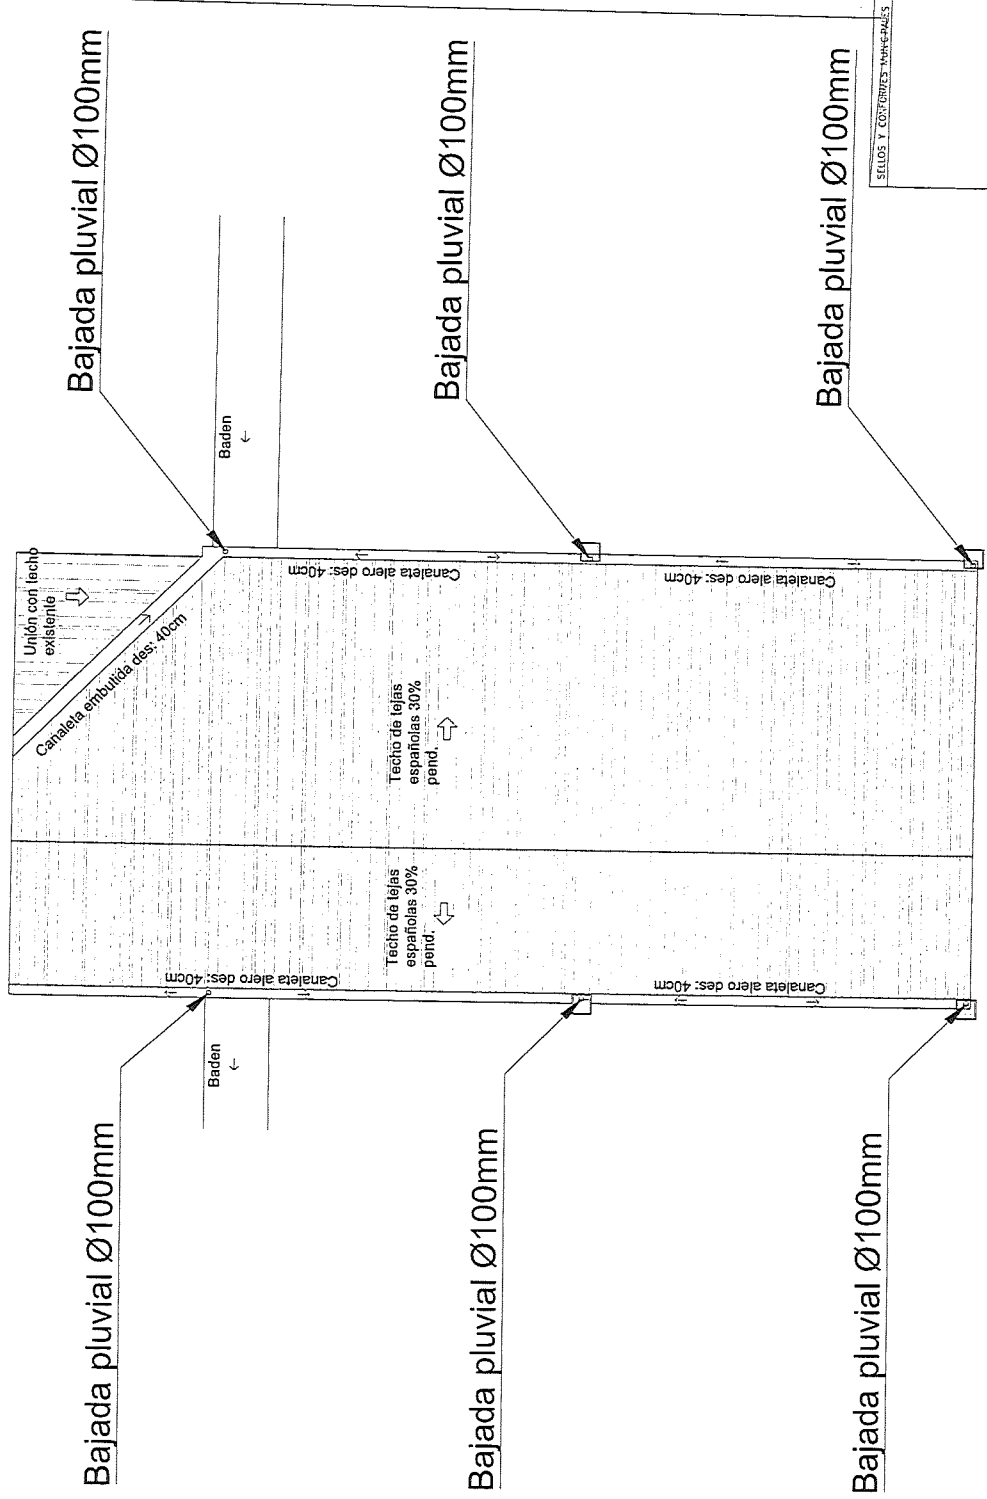 Bajada pluvial Ø100mm
Bajada pluvial Ø100mm
Bajada pluvial Ø100mm
SELLOS Y CONFORMES MUNICIPALES
Baden
Unión con techo
existente
Canaleta embutida des: 40cm
Canaleta alero des: 40cm
Canaleta alero des: 40cm
Techo de tejas
españolas 30%
pend.
Techo de tejas
españolas 30%
pend.
Canaleta alero des: 40cm
Canaleta alero des: 40cm
Baden
Bajada pluvial Ø100mm
Bajada pluvial Ø100mm
Bajada pluvial Ø100mm